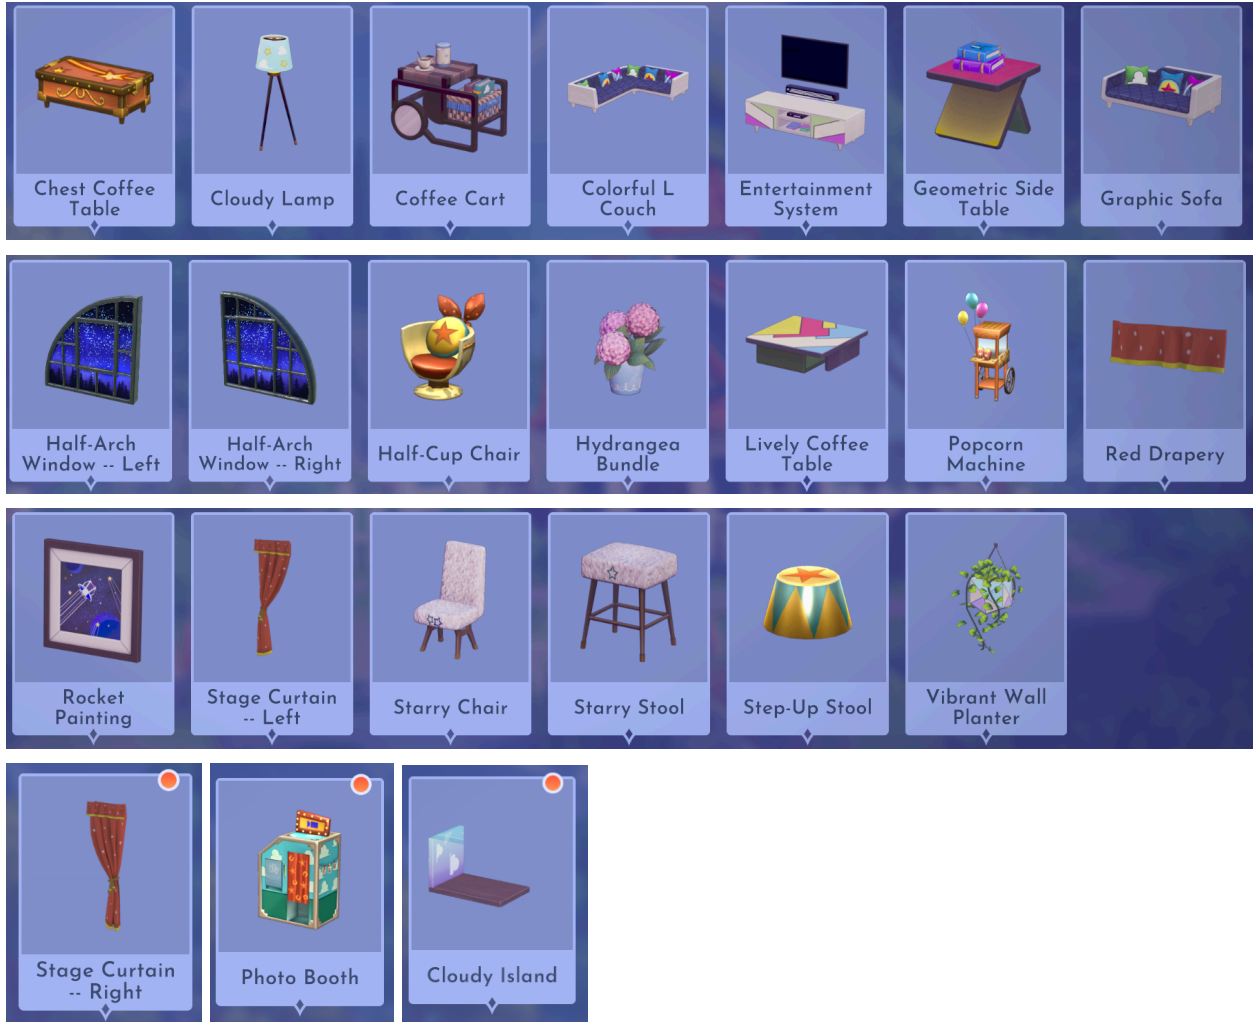 Chest Coffee
Table
Cloudy Lamp
Coffee Cart
Colorful L
Couch
Entertainment
System
Geometric Side
Table
Graphic Sofa
Half-Arch
Window -- Left
Half-Arch
Window -- Right
Half-Cup Chair
Hydrangea
Bundle
Lively Coffee
Table
Popcorn
Machine
Red Drapery
Rocket
Painting
Stage Curtain
-- Left
Starry Chair
Starry Stool
Step-Up Stool
Vibrant Wall
Planter
Stage Curtain
-- Right
Photo Booth
Cloudy Island